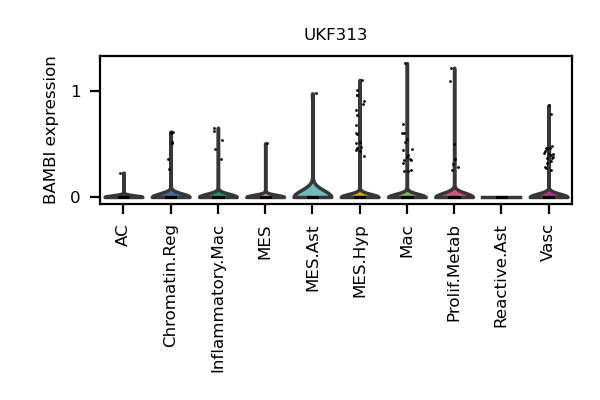 UKF313
BAMBI expression
1
0
AC
Chromatin.Reg
Inflammatory.Mac
MES
MES.Ast
MES.Hyp
Mac
Prolif.Metab
Reactive.Ast
Vasc